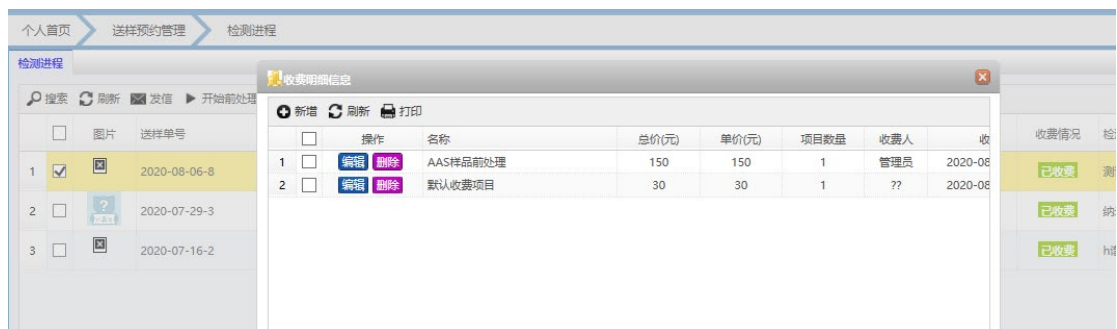 个人首页 送样预约管理 检测进程
检测进程
收费明细信息
搜索 刷新 发信 开始前处理
新增 刷新 打印
图片 送样单号
操作 名称 总价(元) 单价(元) 项目数量 收费人 收
收费情况 检
1 编辑 删除 AAS样品前处理 150 150 1 管理员 2020-08
2 编辑 删除 默认收费项目 30 30 1 ?? 2020-08
1 2020-08-06-8 已收费 测
2 2020-07-29-3 已收费 纳
3 2020-07-16-2 已收费